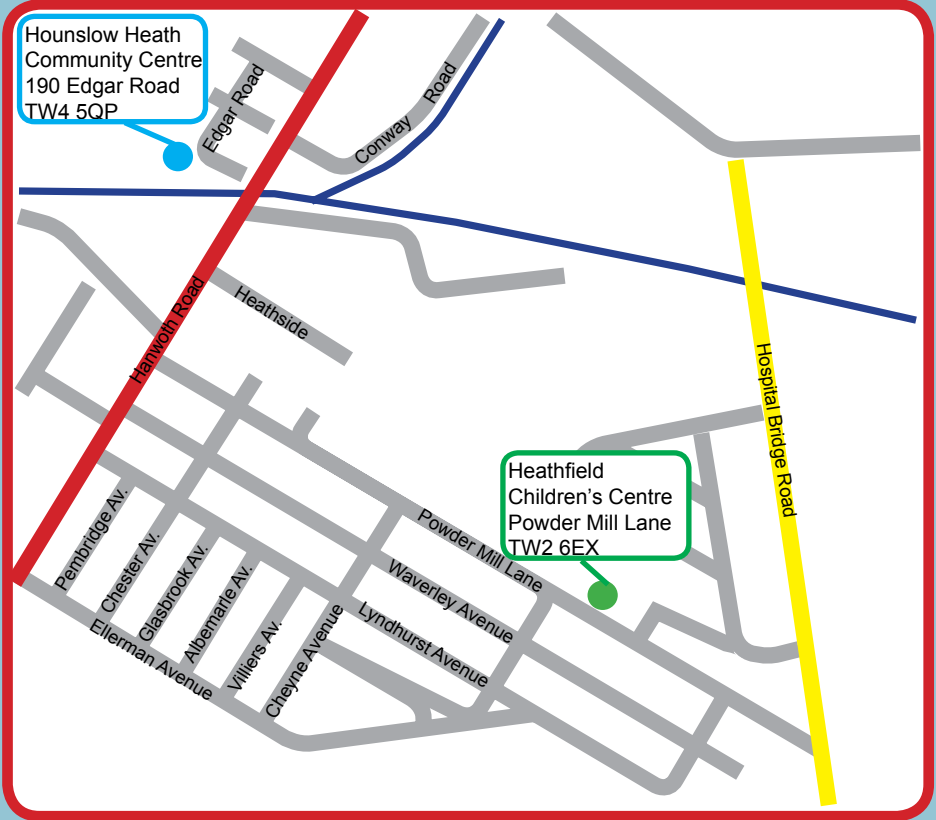 Hounslow Heath
Community Centre
190 Edgar Road
TW4 5QP
Edgar Road
Conway Road
Hanwoth Road
Heathside
Hospital Bridge Road
Heathfield
Children's Centre
Powder Mill Lane
TW2 6EX
Powder Mill Lane
Waverley Avenue
Lyndhurst Avenue
Pembridge Av.
Chester Av.
Glasbrook Av.
Albemarle Av.
Villiers Av.
Cheyne Avenue
Ellerman Avenue